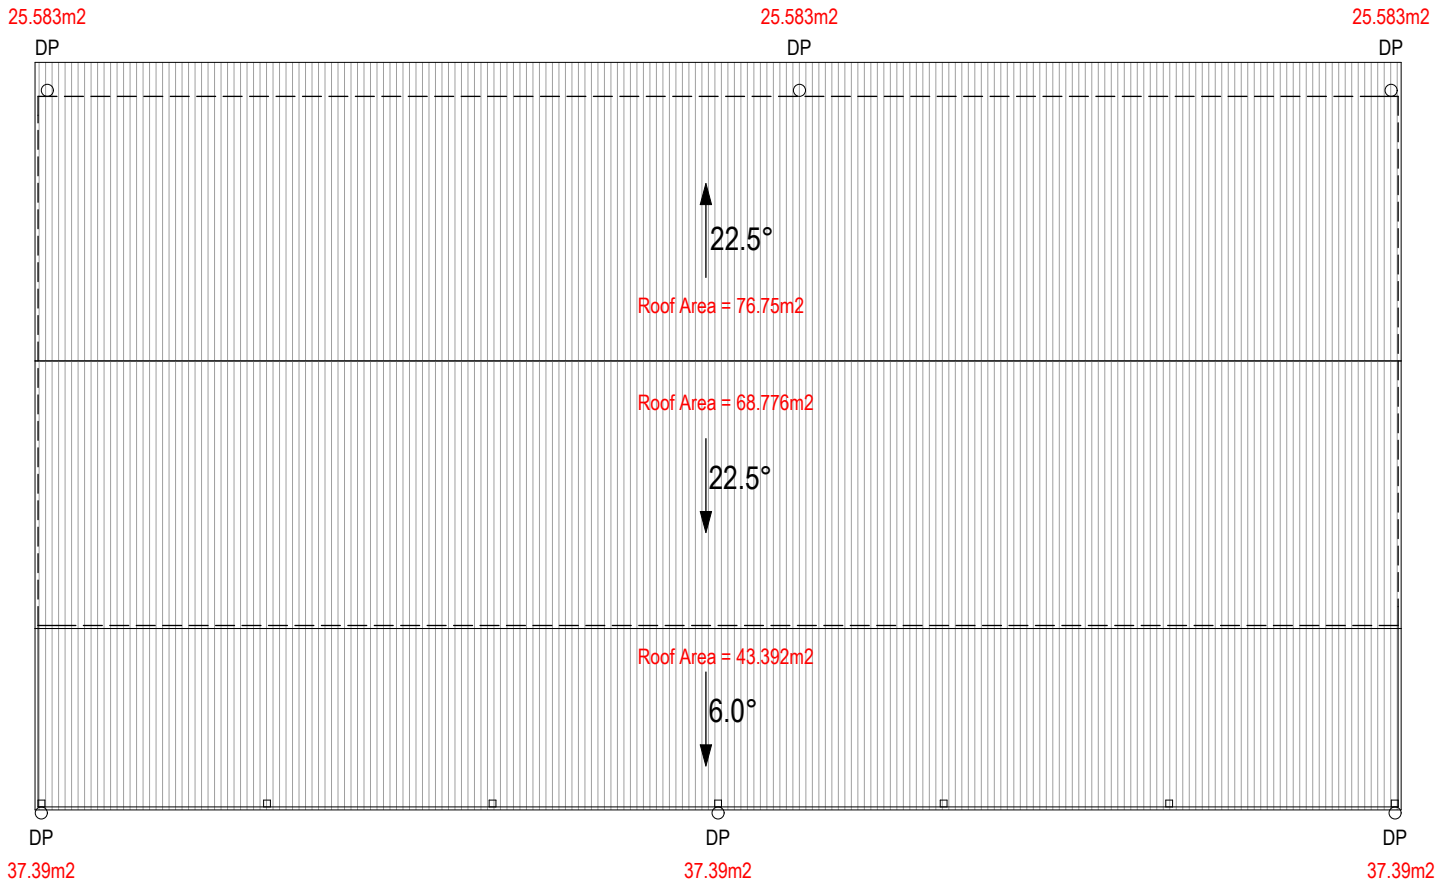 25.583m2 25.583m2 25.583m2
DP DP DP
22.5°
Roof Area = 76.75m2
Roof Area = 68.776m2
22.5°
Roof Area = 43.392m2
6.0°
DP DP DP
37.39m2 37.39m2 37.39m2